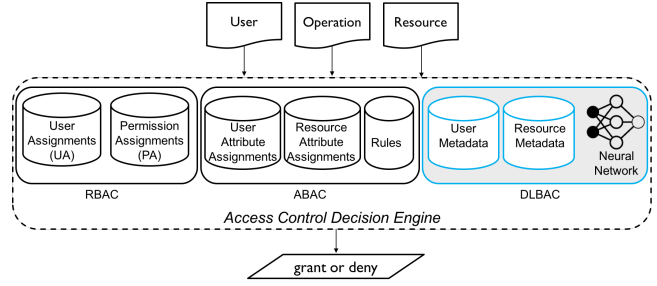 User
Operation
Resource
User
Assignments
(UA)
Permission
Assignments
(PA)
User
Attribute
Assignments
Resource
Attribute
Assignments
Rules
User
Metadata
Resource
Metadata
Neural
Network
RBAC
ABAC
DLBAC
Access Control Decision Engine
grant or deny